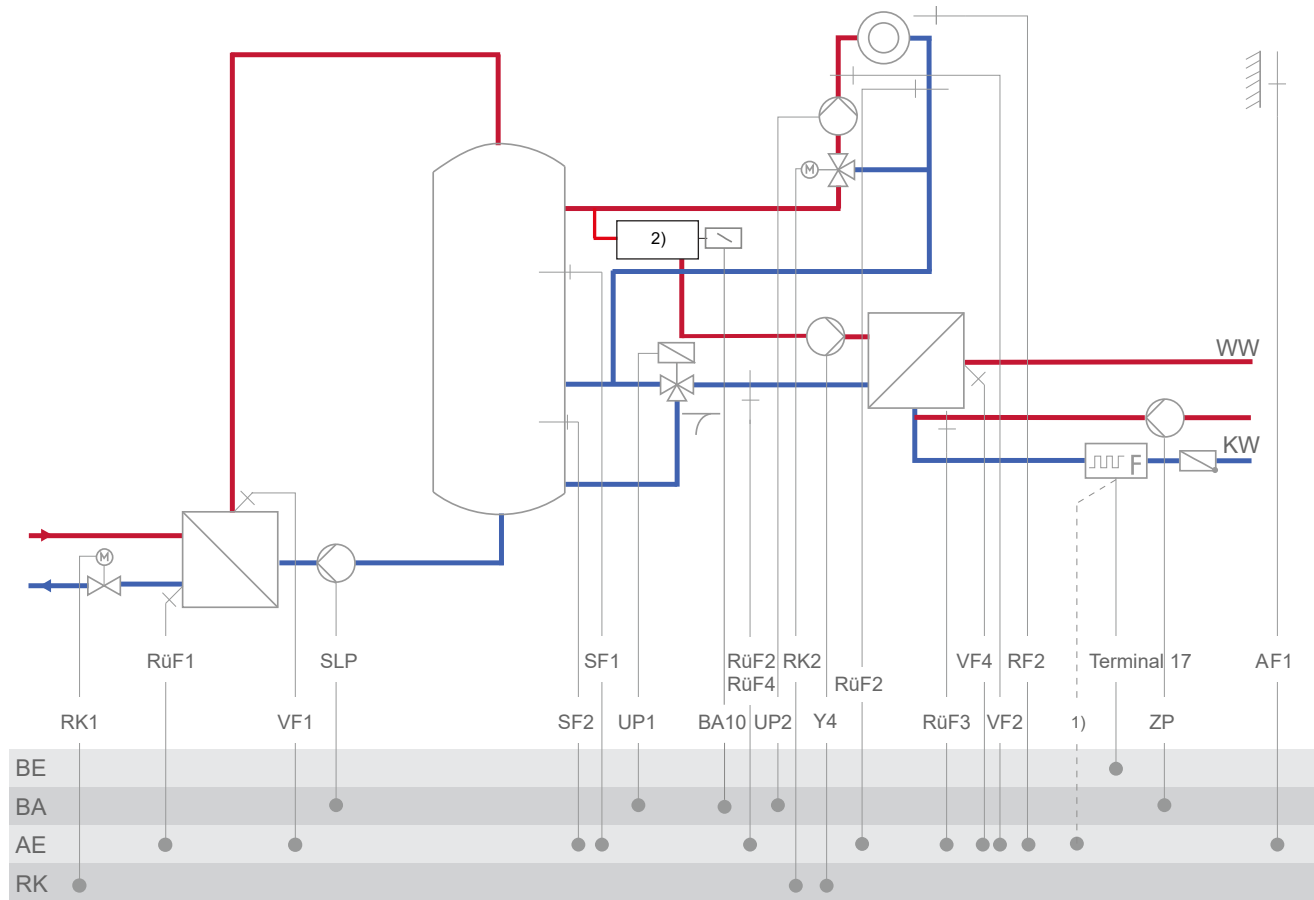 M
2)
WW
KW
F
M
RüF1
SLP
SF1
RüF2
RüF4
RK2
RüF2
VF4
RF2
Terminal 17
AF1
RK1
VF1
SF2
UP1
BA10
UP2
Y4
RüF3
VF2
1)
ZP
BE
BA
AE
RK